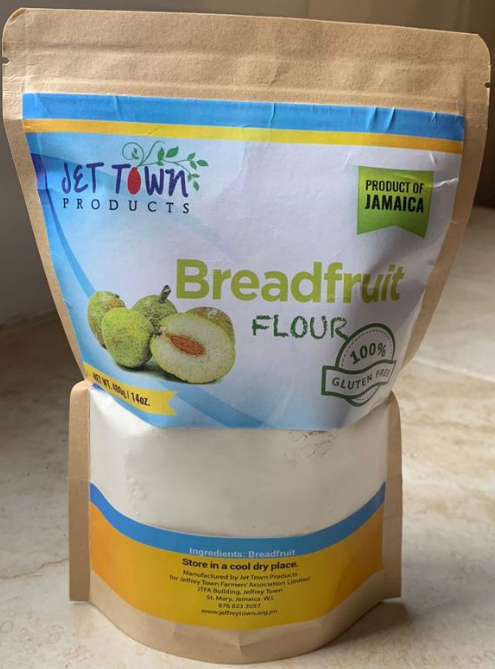 JET TOWN
PRODUCTS
PRODUCT OF
JAMAICA
Breadfruit
FLOUR
100%
GLUTEN FREE
NET WT. 400g / 14oz.
Ingredients: Breadfruit
Store in a cool dry place.
Manufactured by Jet Town Products
for Jeffrey Town Farmers' Association Limited
JTFA Building, Jeffrey Town
St. Mary, Jamaica W.I.
876 823 3057
www.jeffreytown.org.jm